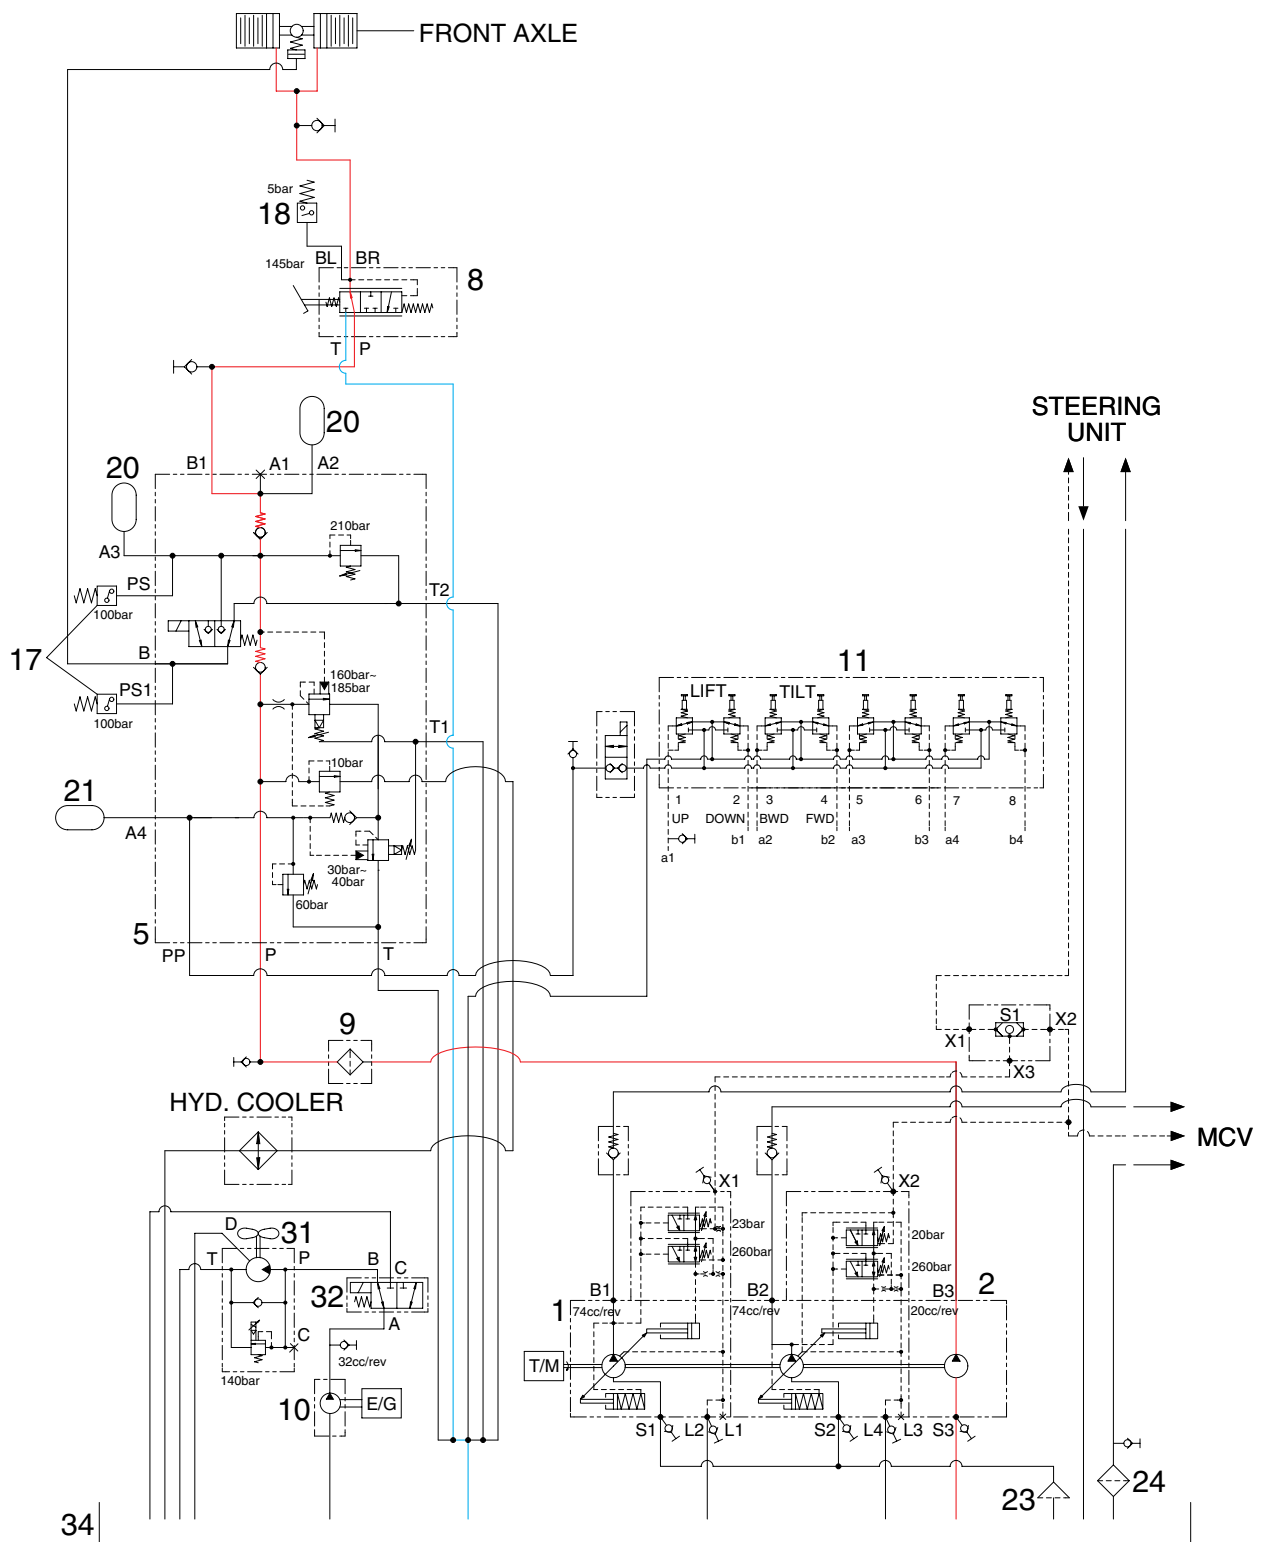 FRONT AXLE
5bar
18
BL BR
145bar
8
T P
20
20
B1 A1 A2
STEERING
UNIT
210bar
A3
PS
T2
100bar
17
B
11
PS1
160bar~
185bar
LIFT TILT
100bar
T1
10bar
21
1 2 3 4 5 6 7 8
UP DOWN BWD FWD
A4
a1 b1 a2 b2 a3 b3 a4 b4
30bar~
40bar
60bar
5
PP P T
9
S1
X1 X2
X3
HYD. COOLER
MCV
X1 X2
D 31
23bar
20bar
T P
B C
260bar
260bar
32
B1 B2 B3 2
1 74cc/rev 74cc/rev 20cc/rev
A
C
32cc/rev
T/M
140bar
10 E/G
S1 L2 L1 S2 L4 L3 S3
23 24
34